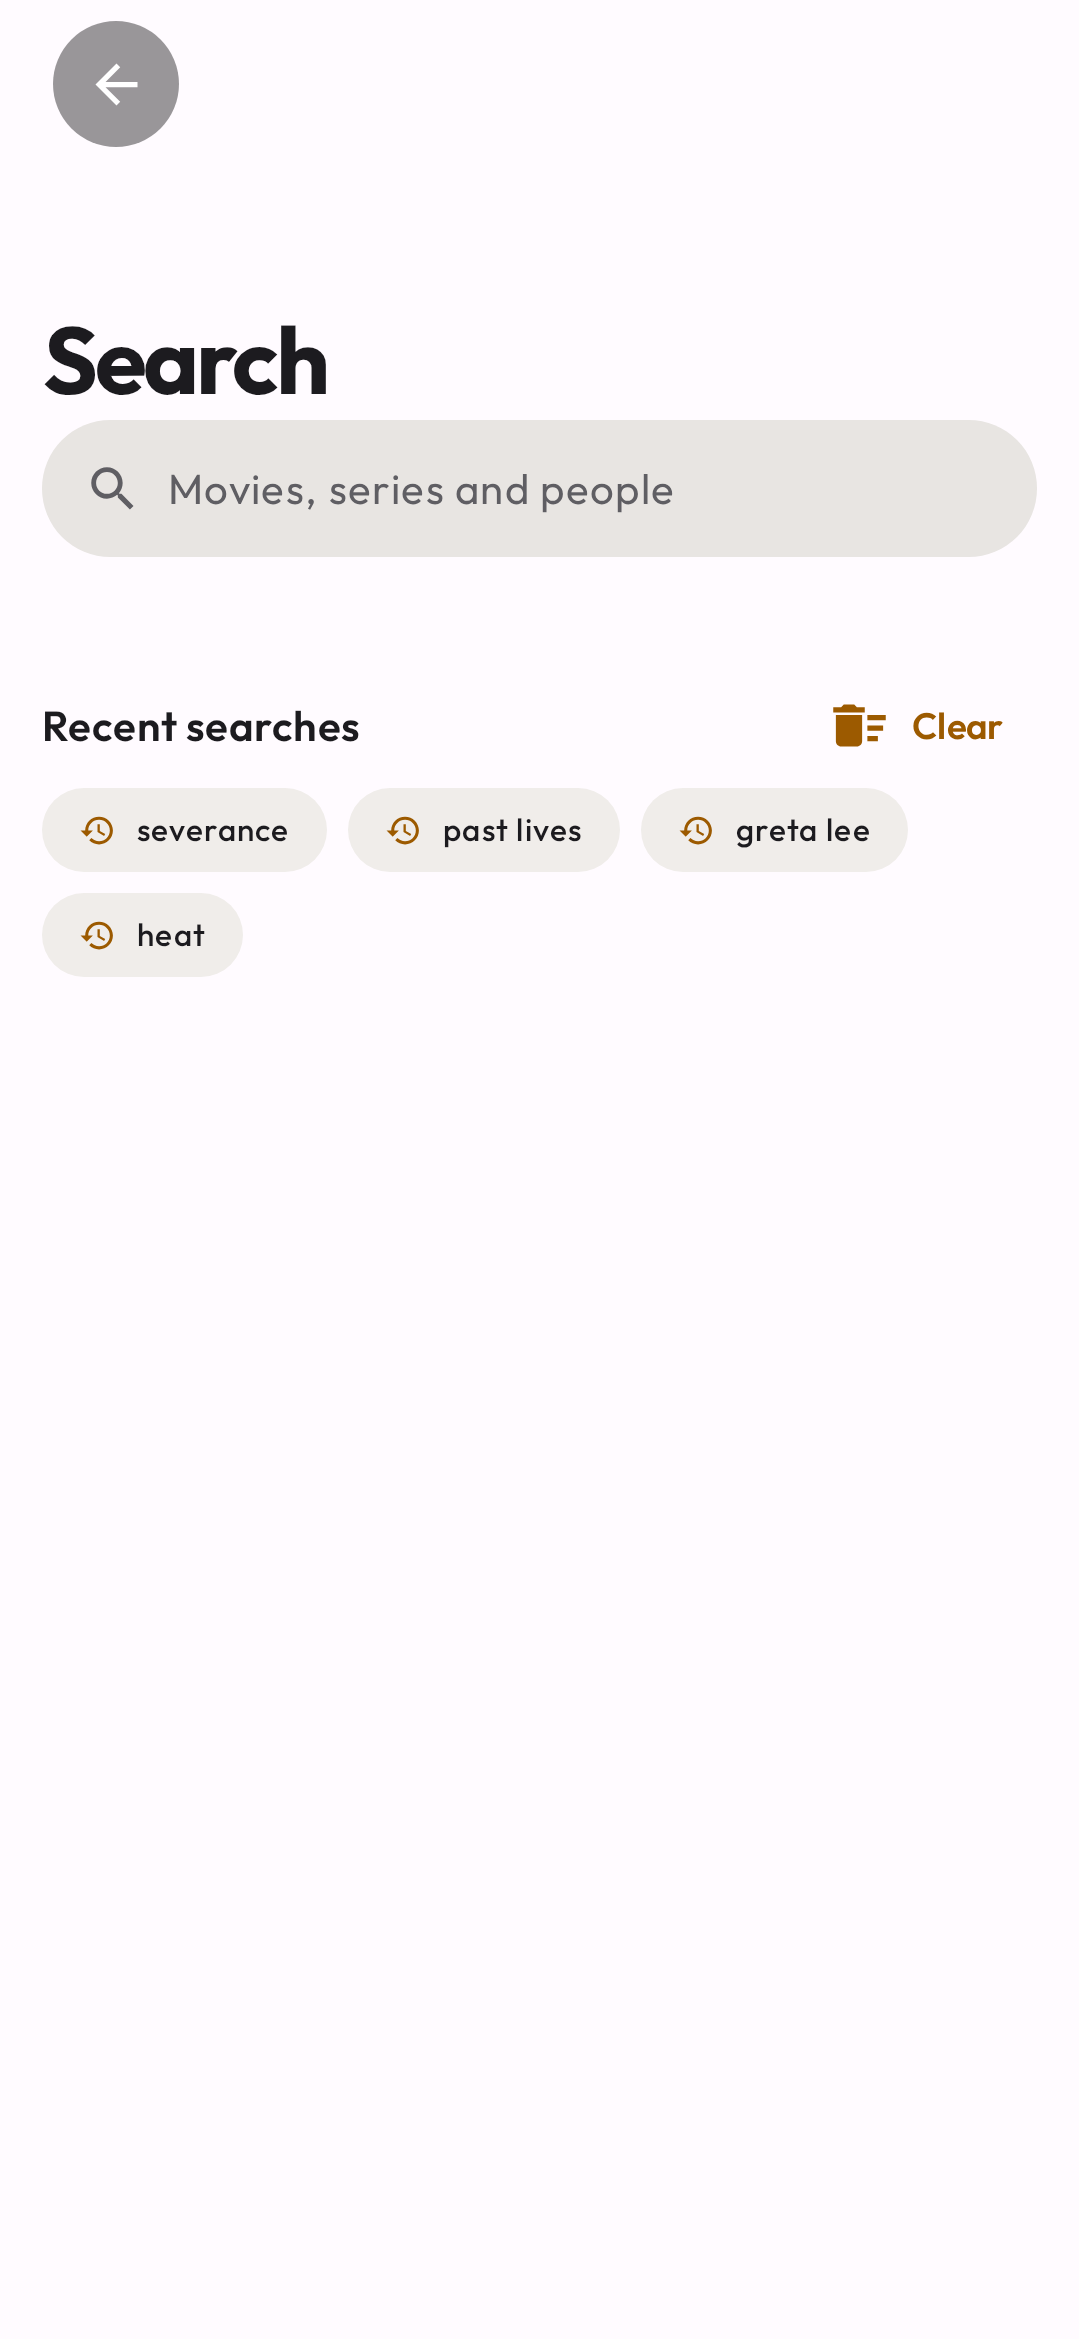 Search
Movies, series and people
Recent searches
Clear
severance
past lives
greta lee
heat